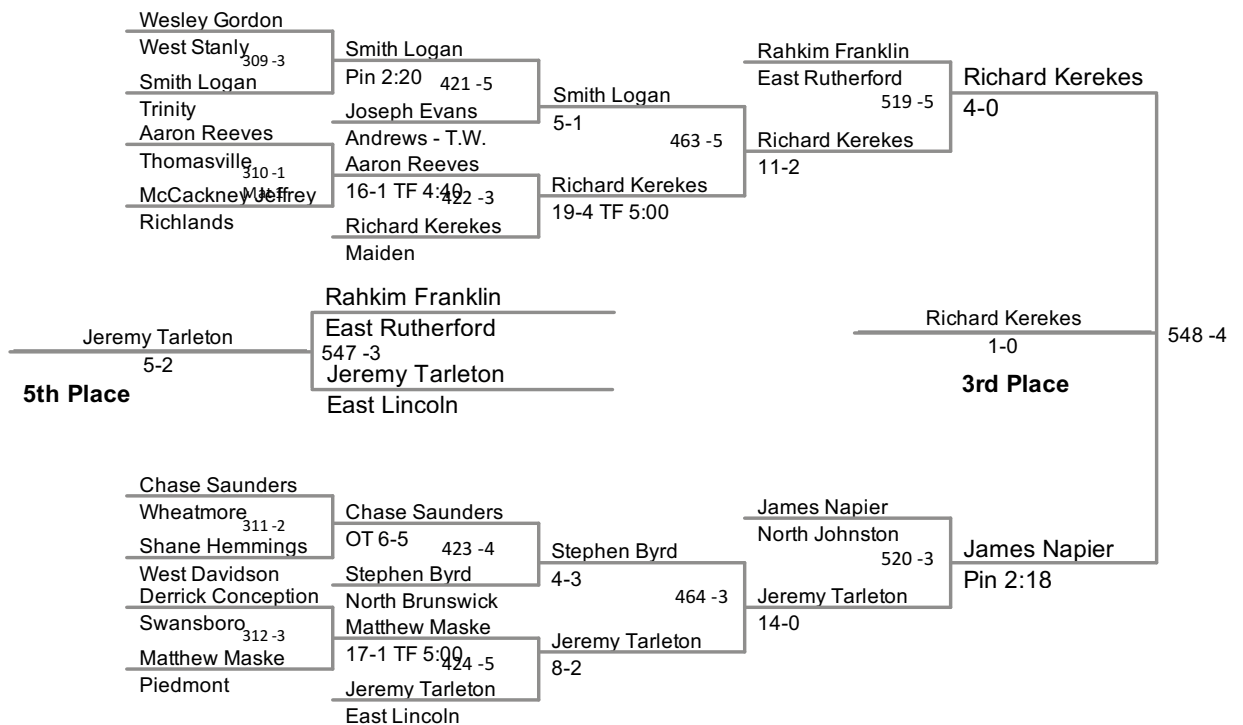 Wesley Gordon
West Stanly
309 -3
Smith Logan
Trinity
Aaron Reeves
Thomasville
310 -1
McCackney Jeffrey
Richlands
Smith Logan
Pin 2:20
421 -5
Joseph Evans
Andrews - T.W.
Aaron Reeves
16-1 TF 4:40
422 -3
Richard Kerekes
Maiden
Smith Logan
5-1
463 -5
Richard Kerekes
19-4 TF 5:00
Rahkim Franklin
East Rutherford
519 -5
Richard Kerekes
11-2
Richard Kerekes
4-0
Jeremy Tarleton
5-2
5th Place
Rahkim Franklin
East Rutherford
547 -3
Jeremy Tarleton
East Lincoln
Richard Kerekes
1-0
3rd Place
548 -4
Chase Saunders
Wheatmore
311 -2
Shane Hemmings
West Davidson
Derrick Conception
Swansboro
312 -3
Matthew Maske
Piedmont
Chase Saunders
OT 6-5
423 -4
Stephen Byrd
North Brunswick
Matthew Maske
17-1 TF 5:00
424 -5
Jeremy Tarleton
East Lincoln
Stephen Byrd
4-3
464 -3
Jeremy Tarleton
8-2
James Napier
North Johnston
520 -3
Jeremy Tarleton
14-0
James Napier
Pin 2:18